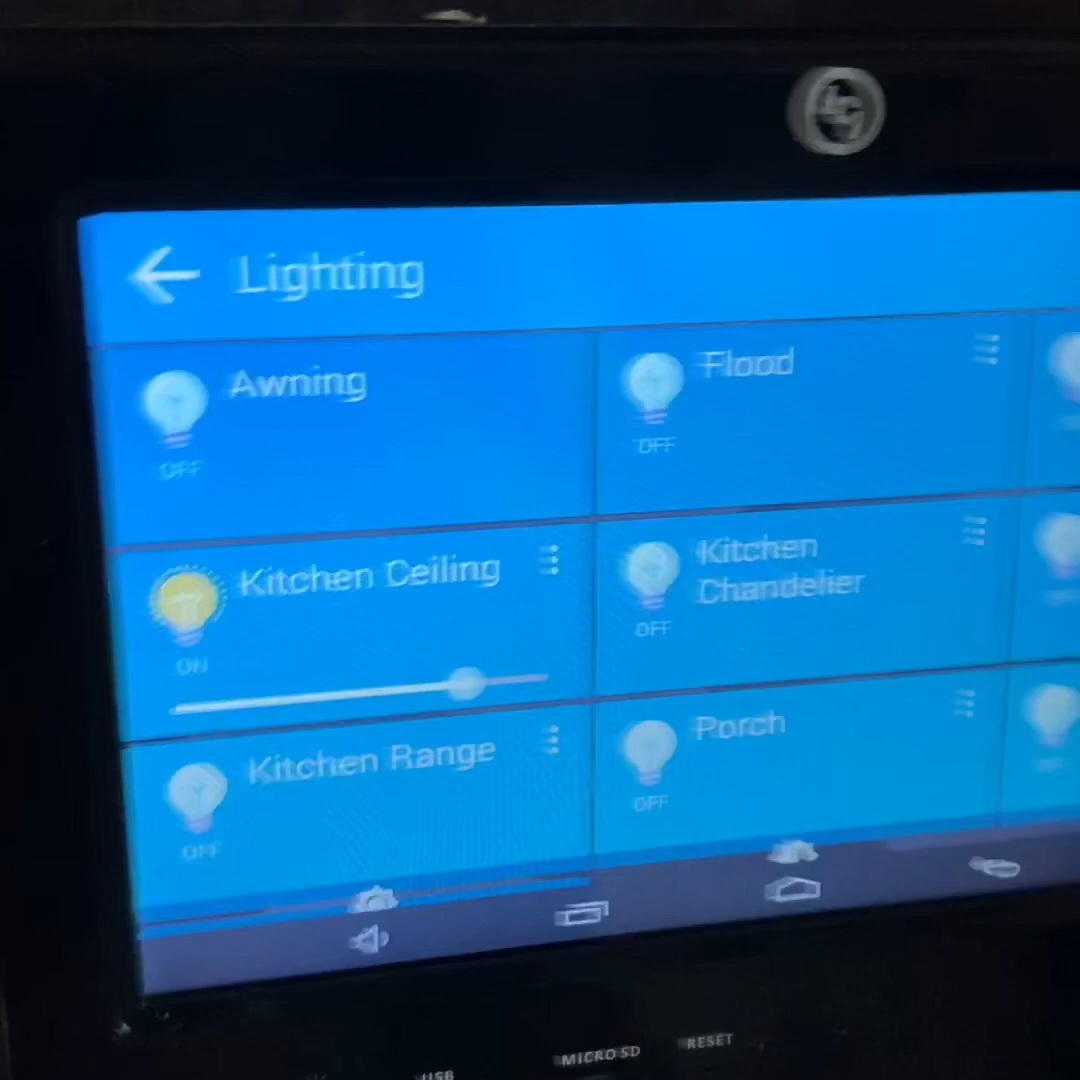 Lighting
Awning
OFF
Flood
OFF
Kitchen Ceiling
ON
Kitchen
Chandelier
OFF
Kitchen Range
OFF
Porch
OFF
USB
MICRO SD
RESET